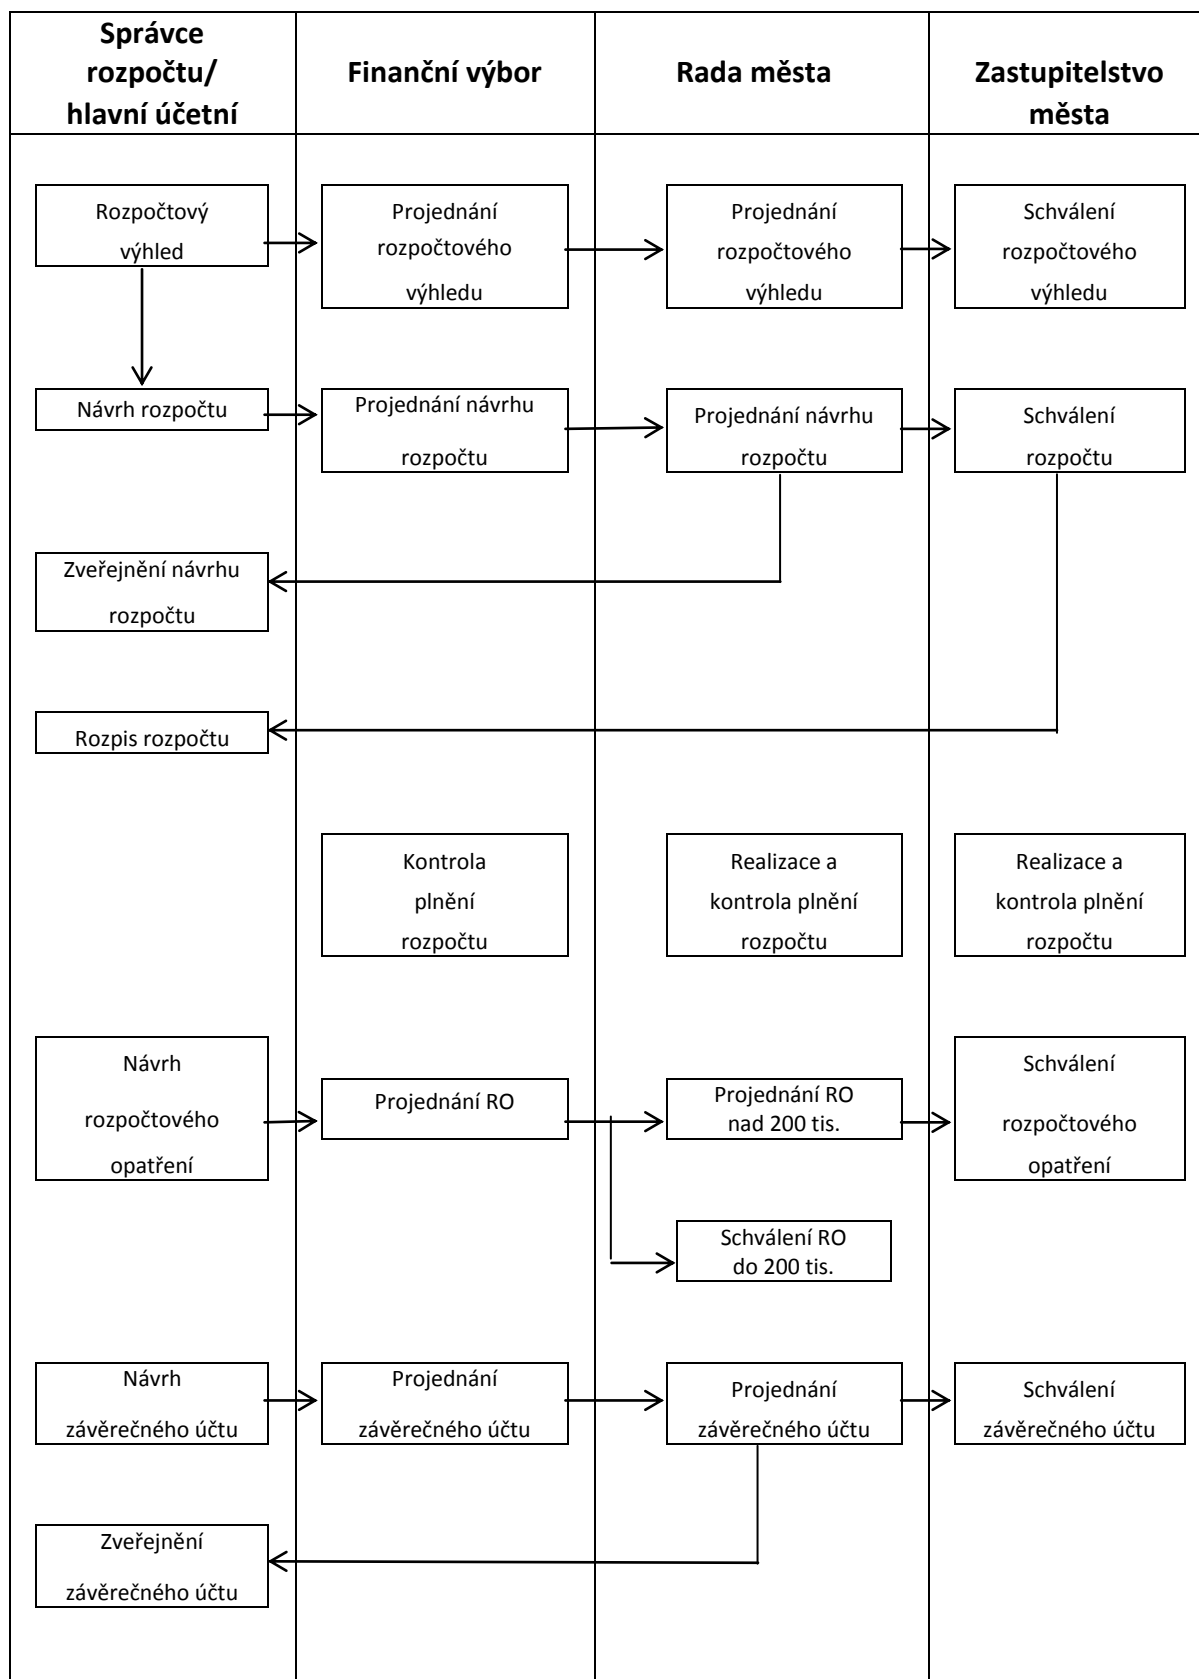 Správce
rozpočtu/
hlavní účetní
Finanční výbor
Rada města
Zastupitelstvo
města
Rozpočtový
výhled
Projednání
rozpočtového
výhledu
Projednání
rozpočtového
výhledu
Schválení
rozpočtového
výhledu
Návrh rozpočtu
Projednání návrhu
rozpočtu
Projednání návrhu
rozpočtu
Schválení
rozpočtu
Zveřejnění návrhu
rozpočtu
Rozpis rozpočtu
Kontrola
plnění
rozpočtu
Realizace a
kontrola plnění
rozpočtu
Realizace a
kontrola plnění
rozpočtu
Návrh
rozpočtového
opatření
Projednání RO
Projednání RO
nad 200 tis.
Schválení
rozpočtového
opatření
Schválení RO
do 200 tis.
Návrh
závěrečného účtu
Projednání
závěrečného účtu
Projednání
závěrečného účtu
Schválení
závěrečného účtu
Zveřejnění
závěrečného účtu